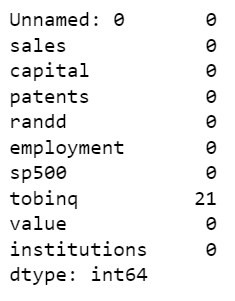 Unnamed: 0 0
sales 0
capital 0
patents 0
randd 0
employment 0
sp500 0
tobinq 21
value 0
institutions 0
dtype: int64